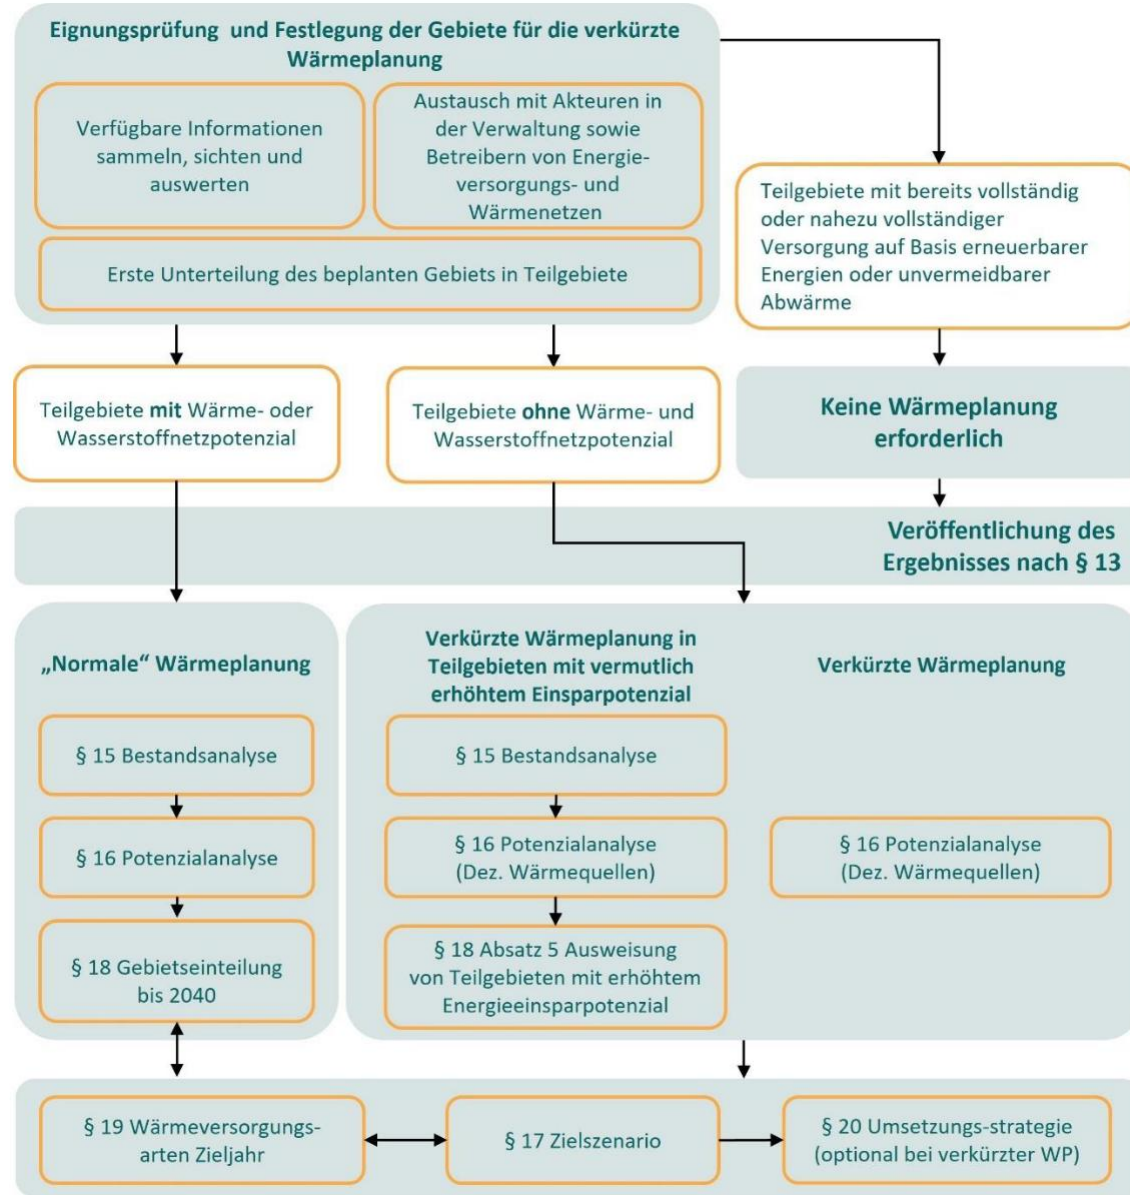 Eignungsprüfung und Festlegung der Gebiete für die verkürzte
Wärmeplanung
Verfügbare Informationen
sammeln, sichten und
auswerten
Austausch mit Akteuren in
der Verwaltung sowie
Betreibern von Energie-
versorgungs- und
Wärmenetzen
Erste Unterteilung des beplanten Gebiets in Teilgebiete
Teilgebiete mit bereits vollständig
oder nahezu vollständiger
Versorgung auf Basis erneuerbarer
Energien oder unvermeidbarer
Abwärme
Teilgebiete mit Wärme- oder
Wasserstoffnetzpotenzial
Teilgebiete ohne Wärme- und
Wasserstoffnetzpotenzial
Keine Wärmeplanung
erforderlich
Veröffentlichung des
Ergebnisses nach § 13
„Normale“ Wärmeplanung
§ 15 Bestandsanalyse
§ 16 Potenzialanalyse
§ 18 Gebietseinteilung
bis 2040
Verkürzte Wärmeplanung in
Teilgebieten mit vermutlich
erhöhtem Einsparpotenzial
§ 15 Bestandsanalyse
§ 16 Potenzialanalyse
(Dez. Wärmequellen)
§ 18 Absatz 5 Ausweisung
von Teilgebieten mit erhöhtem
Energieeinsparpotenzial
Verkürzte Wärmeplanung
§ 16 Potenzialanalyse
(Dez. Wärmequellen)
§ 19 Wärmeversorgungs-
arten Zieljahr
§ 17 Zielszenario
§ 20 Umsetzungs-strategie
(optional bei verkürzter WP)